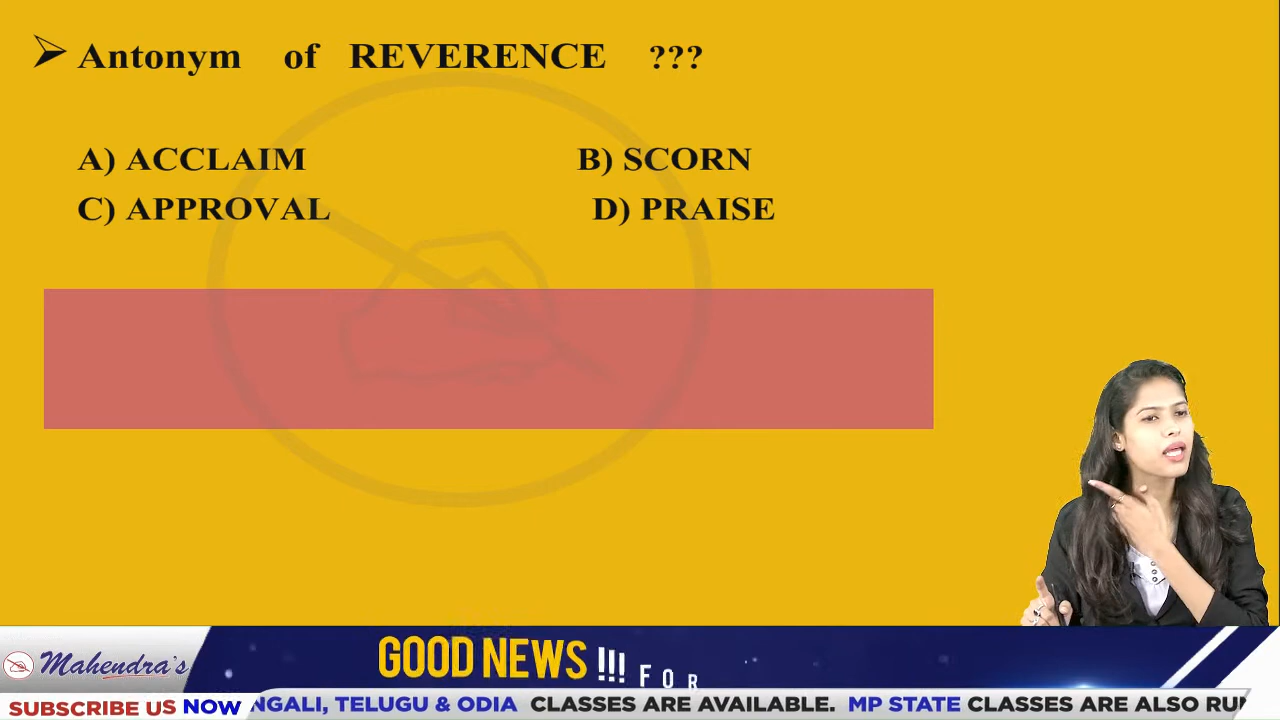 ➢ Antonym of REVERENCE ???
A) ACCLAIM B) SCORN
C) APPROVAL D) PRAISE
GOOD NEWS !!! FOR
Mahendra's
SUBSCRIBE US NOW NGALI, TELUGU & ODIA CLASSES ARE AVAILABLE. MP STATE CLASSES ARE ALSO RU